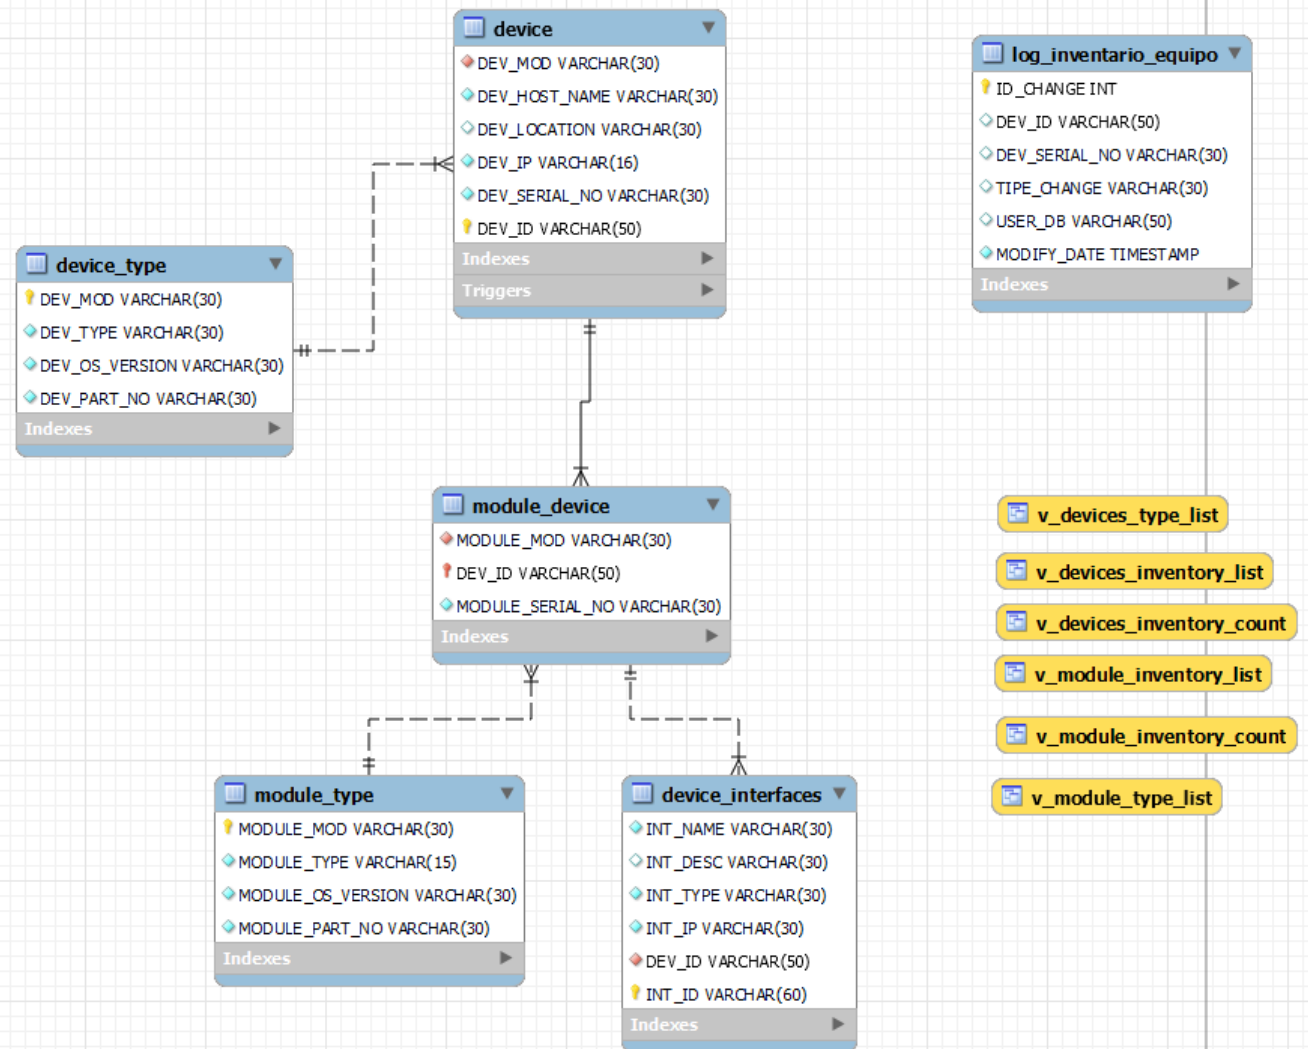 device
DEV_MOD VARCHAR(30)
DEV_HOST_NAME VARCHAR(30)
DEV_LOCATION VARCHAR(30)
DEV_IP VARCHAR(16)
DEV_SERIAL_NO VARCHAR(30)
DEV_ID VARCHAR(50)
Indexes
Triggers
log_inventario_equipo
ID_CHANGE INT
DEV_ID VARCHAR(50)
DEV_SERIAL_NO VARCHAR(30)
TIPE_CHANGE VARCHAR(30)
USER_DB VARCHAR(50)
MODIFY_DATE TIMESTAMP
Indexes
device_type
DEV_MOD VARCHAR(30)
DEV_TYPE VARCHAR(30)
DEV_OS_VERSION VARCHAR(30)
DEV_PART_NO VARCHAR(30)
Indexes
module_device
MODULE_MOD VARCHAR(30)
DEV_ID VARCHAR(50)
MODULE_SERIAL_NO VARCHAR(30)
Indexes
v_devices_type_list
v_devices_inventory_list
v_devices_inventory_count
v_module_inventory_list
v_module_inventory_count
v_module_type_list
module_type
MODULE_MOD VARCHAR(30)
MODULE_TYPE VARCHAR(15)
MODULE_OS_VERSION VARCHAR(30)
MODULE_PART_NO VARCHAR(30)
Indexes
device_interfaces
INT_NAME VARCHAR(30)
INT_DESC VARCHAR(30)
INT_TYPE VARCHAR(30)
INT_IP VARCHAR(30)
DEV_ID VARCHAR(50)
INT_ID VARCHAR(60)
Indexes